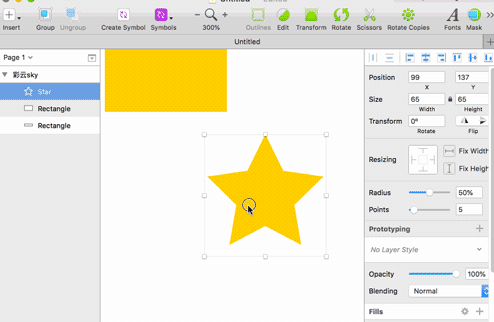 Untitled
Insert Group Ungroup Create Symbol Symbols 300% Outlines Edit Transform Rotate Scissors Rotate Copies Fonts Mask
Untitled
Page 1
彩云sky
Star
Rectangle
Rectangle
Position 99 137
X Y
Size 65 65
Width Height
Transform 0°
Rotate Flip
Resizing Fix Width
Fix Heigh
Radius 50%
Points 5
Prototyping
No Layer Style
Opacity 100%
Blending Normal
Fills